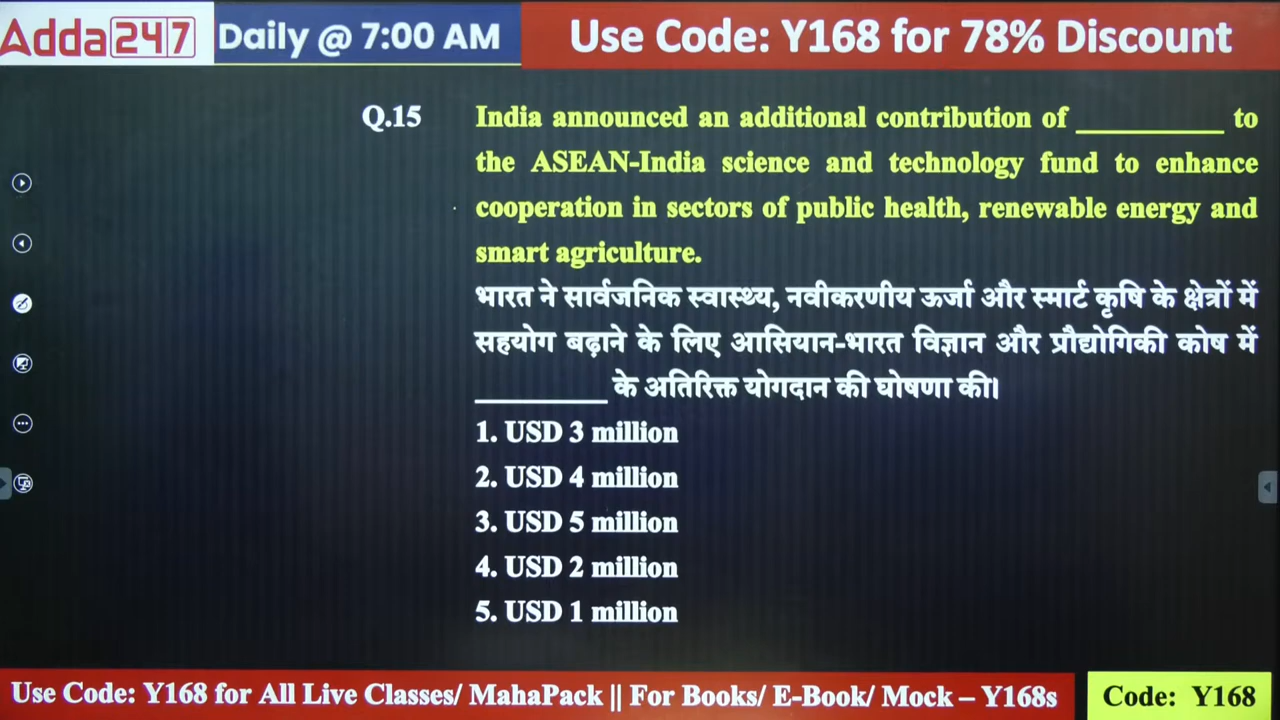 Adda247 Daily @ 7:00 AM Use Code: Y168 for 78% Discount
Q.15 India announced an additional contribution of __________ to
the ASEAN-India science and technology fund to enhance
cooperation in sectors of public health, renewable energy and
smart agriculture.
भारत ने सार्वजनिक स्वास्थ्य, नवीकरणीय ऊर्जा और स्मार्ट कृषि के क्षेत्रों में
सहयोग बढ़ाने के लिए आसियान-भारत विज्ञान और प्रौद्योगिकी कोष में
_________ के अतिरिक्त योगदान की घोषणा की।
1. USD 3 million
2. USD 4 million
3. USD 5 million
4. USD 2 million
5. USD 1 million
Use Code: Y168 for All Live Classes/ MahaPack || For Books/ E-Book/ Mock – Y168s Code: Y168